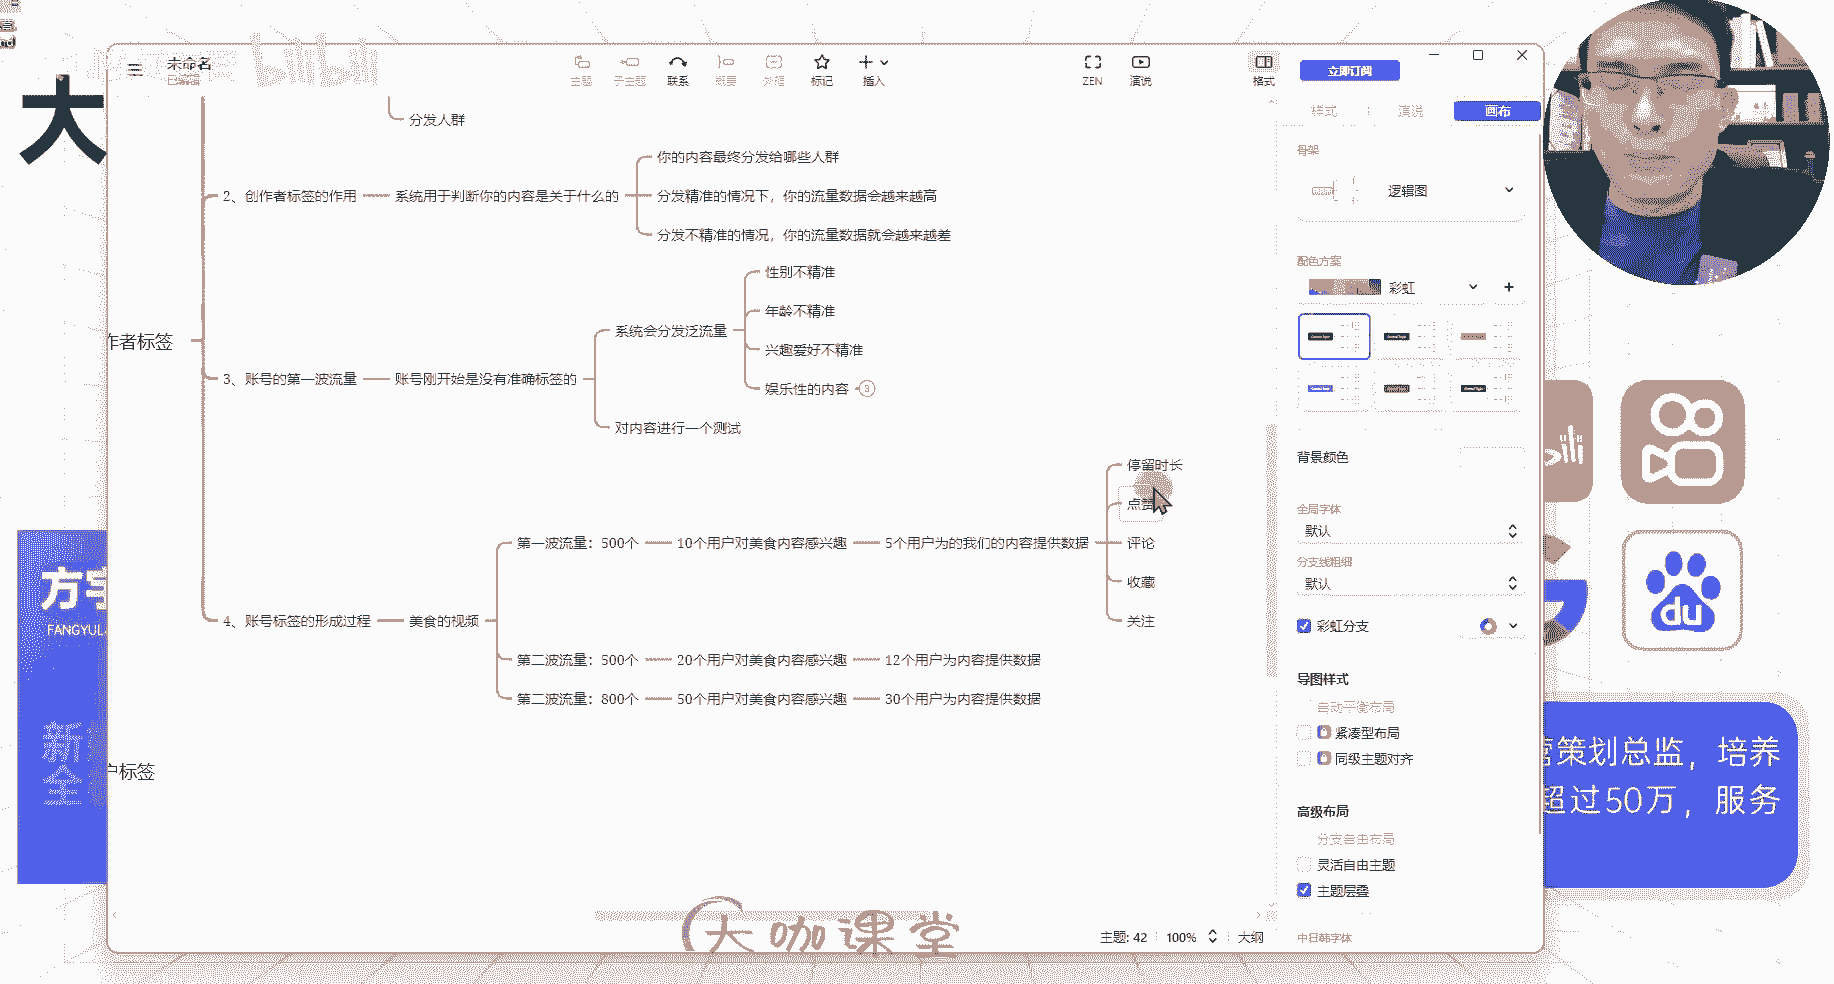 大
未命名
已编辑
bilibili
主题
子主题
联系
概要
外框
标记
插入
ZEN
演说
格式
立即订阅
样式
演说
画布
分发人群
2、创作者标签的作用
系统用于判断你的内容是关于什么的
你的内容最终分发给哪些人群
分发精准的情况下，你的流量数据会越来越高
分发不精准的情况，你的流量数据就会越来越差
作者标签
3、账号的第一波流量
账号刚开始是没有准确标签的
系统会分发泛流量
性别不精准
年龄不精准
兴趣爱好不精准
娱乐性的内容
3
对内容进行一个测试
4、账号标签的形成过程
美食的视频
第一波流量：500个
10个用户对美食内容感兴趣
5个用户为的我们的内容提供数据
停留时长
点赞
评论
收藏
关注
第二波流量：500个
20个用户对美食内容感兴趣
12个用户为内容提供数据
第二波流量：800个
50个用户对美食内容感兴趣
30个用户为内容提供数据
户标签
骨架
逻辑图
配色方案
彩虹
背景颜色
全局字体
默认
分支线粗细
默认
彩虹分支
导图样式
自动平衡布局
紧凑型布局
同级主题对齐
高级布局
分支自由布局
灵活自由主题
主题层叠
中日韩字体
主题: 42
100%
大纲
大咖课堂
方宇
FANGYUL
新
全
du
营策划总监，培养
超过50万，服务